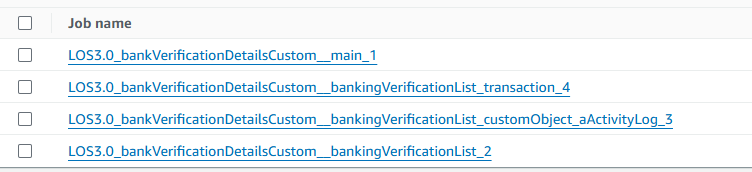 Job name
LOS3.0_bankVerificationDetailsCustom__main_1
LOS3.0_bankVerificationDetailsCustom__bankingVerificationList_transaction_4
LOS3.0_bankVerificationDetailsCustom__bankingVerificationList_customObject_aActivityLog_3
LOS3.0_bankVerificationDetailsCustom__bankingVerificationList_2